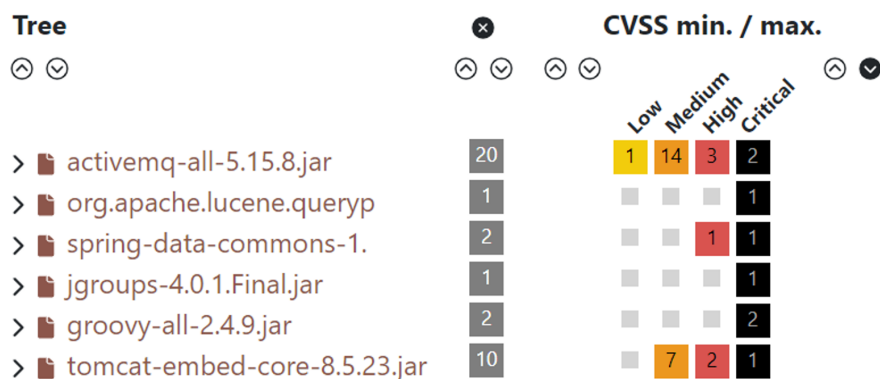 Tree CVSS min. / max.
Low Medium High Critical
activemq-all-5.15.8.jar 20 1 14 3 2
org.apache.lucene.queryp 1 1
spring-data-commons-1. 2 1 1
jgroups-4.0.1.Final.jar 1 1
groovy-all-2.4.9.jar 2 2
tomcat-embed-core-8.5.23.jar 10 7 2 1